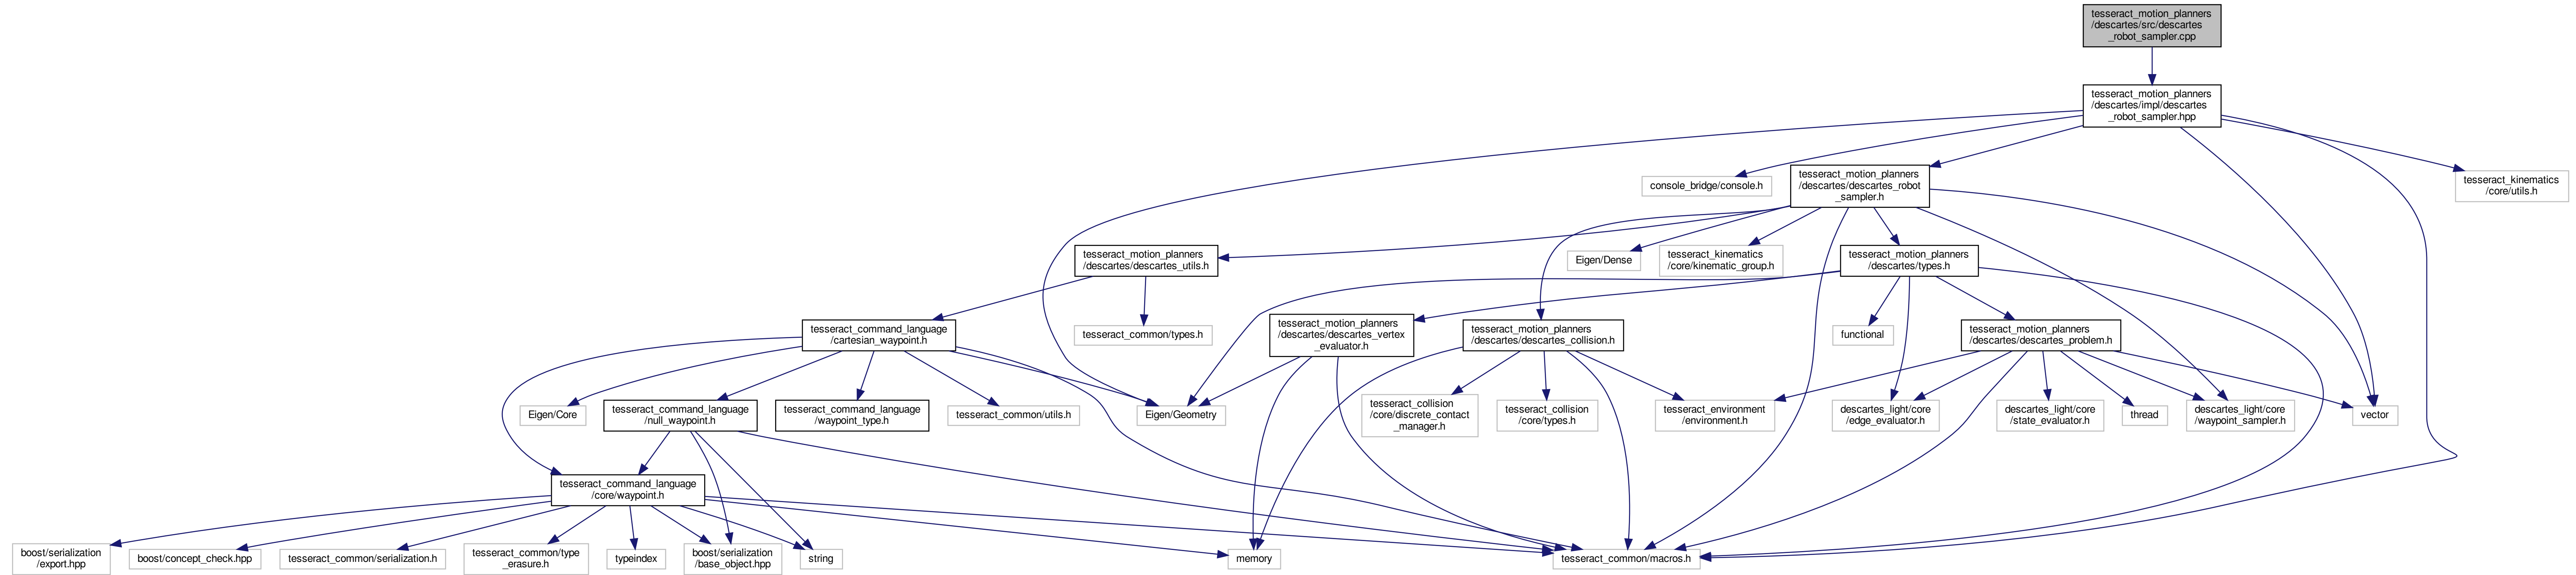 tesseract_motion_planners
/descartes/src/descartes
_robot_sampler.cpp
tesseract_motion_planners
/descartes/impl/descartes
_robot_sampler.hpp
console_bridge/console.h
tesseract_motion_planners
/descartes/descartes_robot
_sampler.h
tesseract_kinematics
/core/utils.h
tesseract_motion_planners
/descartes/descartes_utils.h
Eigen/Dense
tesseract_kinematics
/core/kinematic_group.h
tesseract_motion_planners
/descartes/types.h
tesseract_command_language
/cartesian_waypoint.h
tesseract_common/types.h
tesseract_motion_planners
/descartes/descartes_vertex
_evaluator.h
tesseract_motion_planners
/descartes/descartes_collision.h
functional
tesseract_motion_planners
/descartes/descartes_problem.h
Eigen/Core
tesseract_command_language
/null_waypoint.h
tesseract_command_language
/waypoint_type.h
tesseract_common/utils.h
Eigen/Geometry
tesseract_collision
/core/discrete_contact
_manager.h
tesseract_collision
/core/types.h
tesseract_environment
/environment.h
descartes_light/core
/edge_evaluator.h
descartes_light/core
/state_evaluator.h
thread
descartes_light/core
/waypoint_sampler.h
vector
tesseract_command_language
/core/waypoint.h
boost/serialization
/export.hpp
boost/concept_check.hpp
tesseract_common/serialization.h
tesseract_common/type
_erasure.h
typeindex
boost/serialization
/base_object.hpp
string
memory
tesseract_common/macros.h